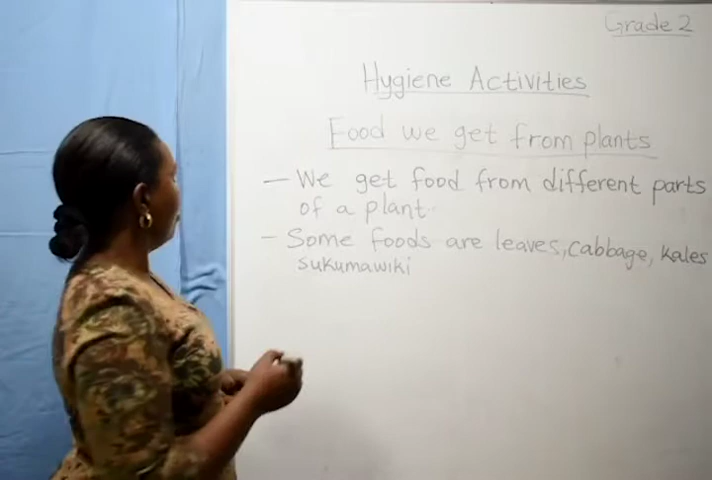 Grade 2
Hygiene Activities
Food we get from plants
— We get food from different parts
of a plant.
- Some foods are leaves, cabbage, kales
sukumawiki